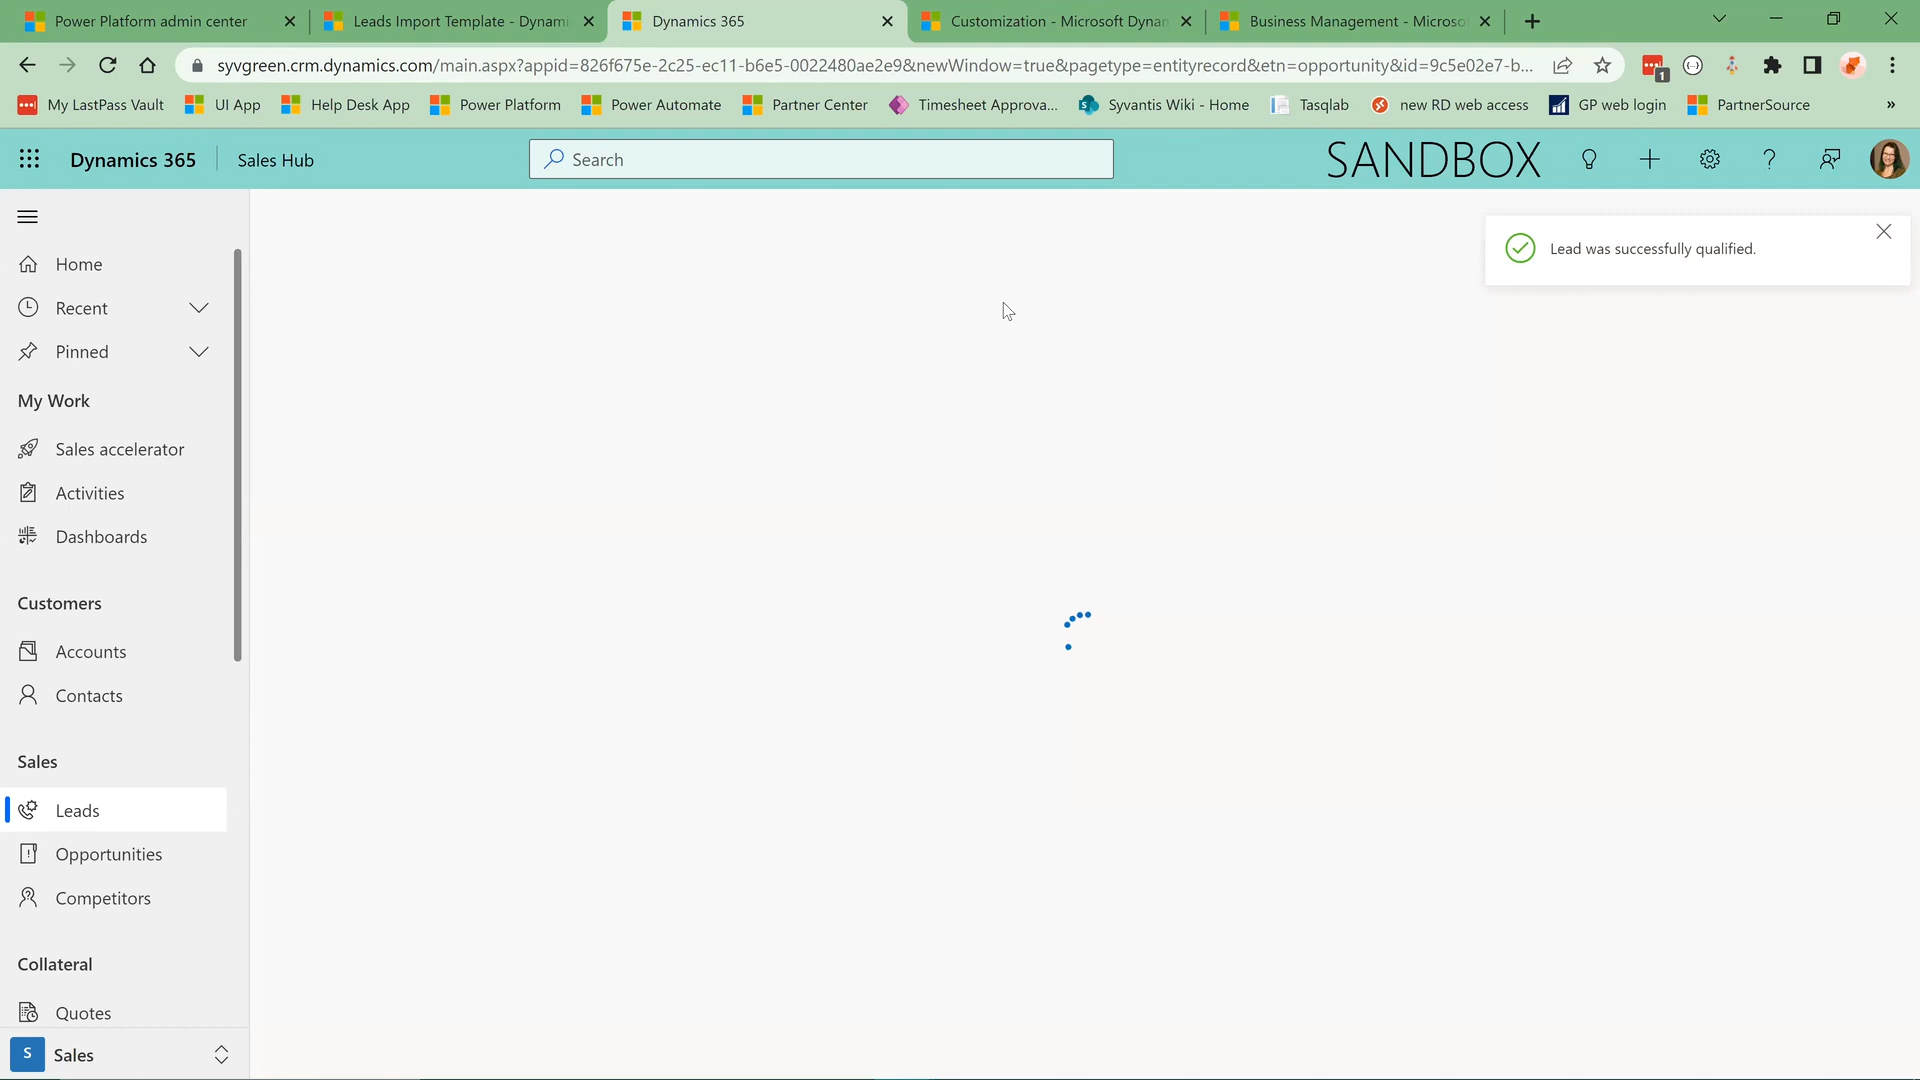 Power Platform admin center
Leads Import Template - Dynami
Dynamics 365
Customization - Microsoft Dynan
Business Management - Microso
syvgreen.crm.dynamics.com/main.aspx?appid=826f675e-2c25-ec11-b6e5-0022480ae2e9&newWindow=true&pagetype=entityrecord&etn=opportunity&id=9c5e02e7-b...
1
My LastPass Vault
UI App
Help Desk App
Power Platform
Power Automate
Partner Center
Timesheet Approva...
Syvantis Wiki - Home
Tasqlab
new RD web access
GP web login
PartnerSource
»
Dynamics 365
Sales Hub
Search
SANDBOX
Lead was successfully qualified.
Home
Recent
Pinned
My Work
Sales accelerator
Activities
Dashboards
Customers
Accounts
Contacts
Sales
Leads
Opportunities
Competitors
Collateral
Quotes
S
Sales